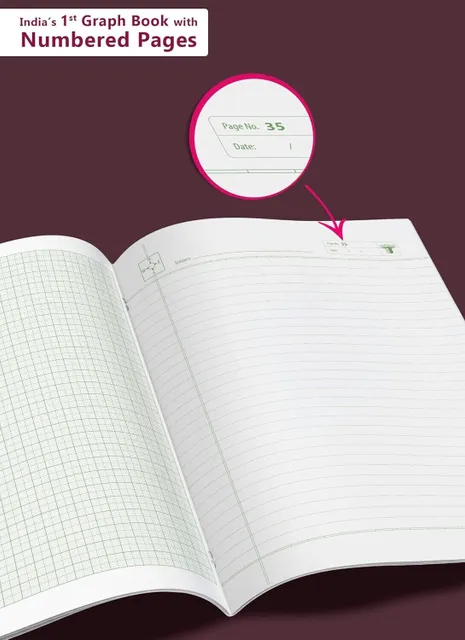 India´s 1st Graph Book with
Numbered Pages
Page No. 35
Date: /